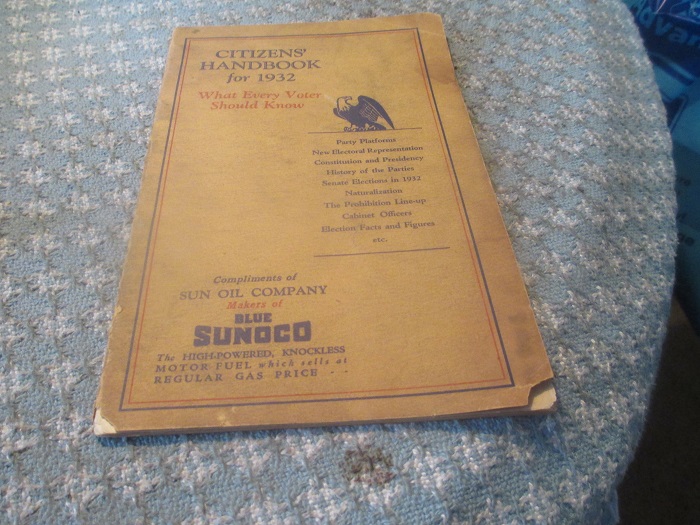 CITIZENS'
HANDBOOK
for 1932
What Every Voter
Should Know
Party Platforms
New Electoral Representation
Constitution and Presidency
History of the Parties
Senate Elections in 1932
Naturalization
The Prohibition Line-up
Cabinet Officers
Election Facts and Figures
etc.
Compliments of
SUN OIL COMPANY
Makers of
BLUE
SUNOCO
The HIGH-POWERED, KNOCKLESS
MOTOR FUEL which sells at
REGULAR GAS PRICE . .